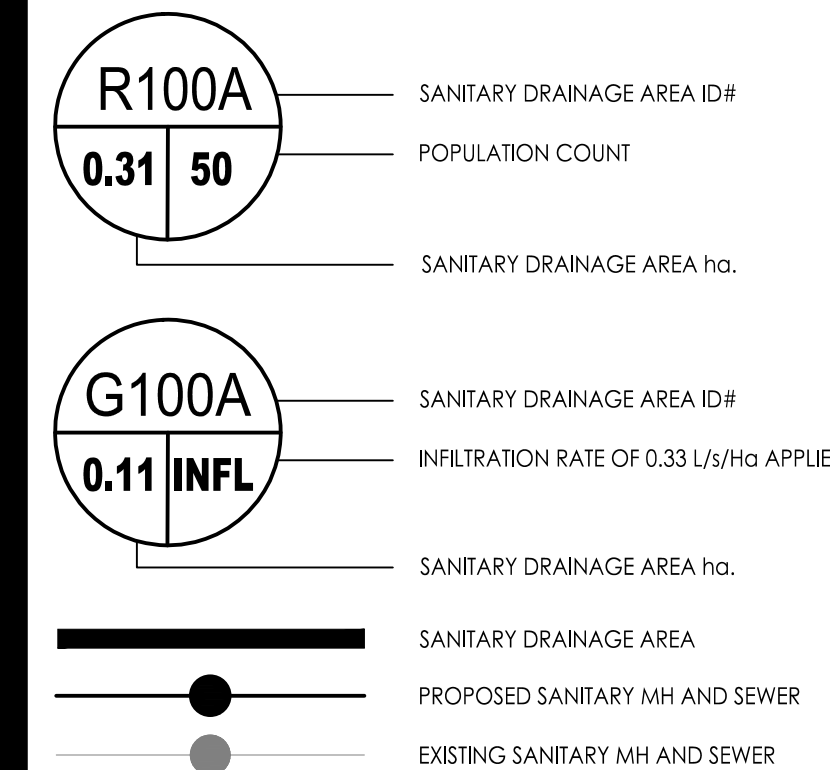 R100A
SANITARY DRAINAGE AREA ID#
0.31 50
POPULATION COUNT
SANITARY DRAINAGE AREA ha.
G100A
SANITARY DRAINAGE AREA ID#
0.11 INFL
INFILTRATION RATE OF 0.33 L/s/Ha APPLIE
SANITARY DRAINAGE AREA ha.
SANITARY DRAINAGE AREA
PROPOSED SANITARY MH AND SEWER
EXISTING SANITARY MH AND SEWER